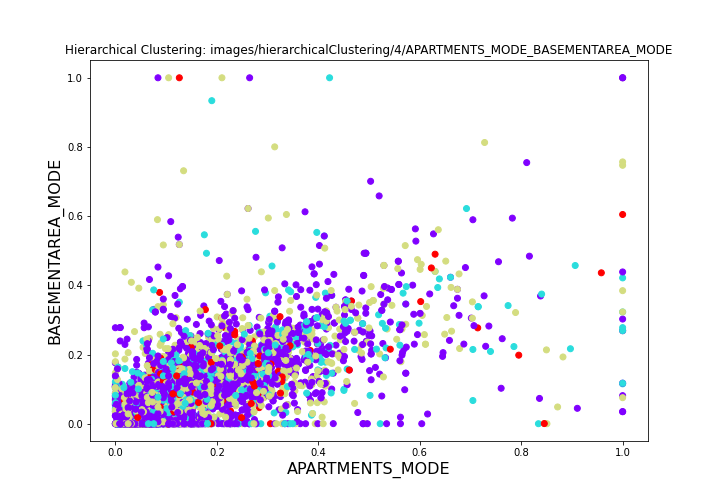 Hierarchical Clustering: images/hierarchicalClustering/4/APARTMENTS_MODE_BASEMENTAREA_MODE
1.0
0.8
0.6
0.4
0.2
0.0
BASEMENTAREA_MODE
0.0 0.2 0.4 0.6 0.8 1.0
APARTMENTS_MODE